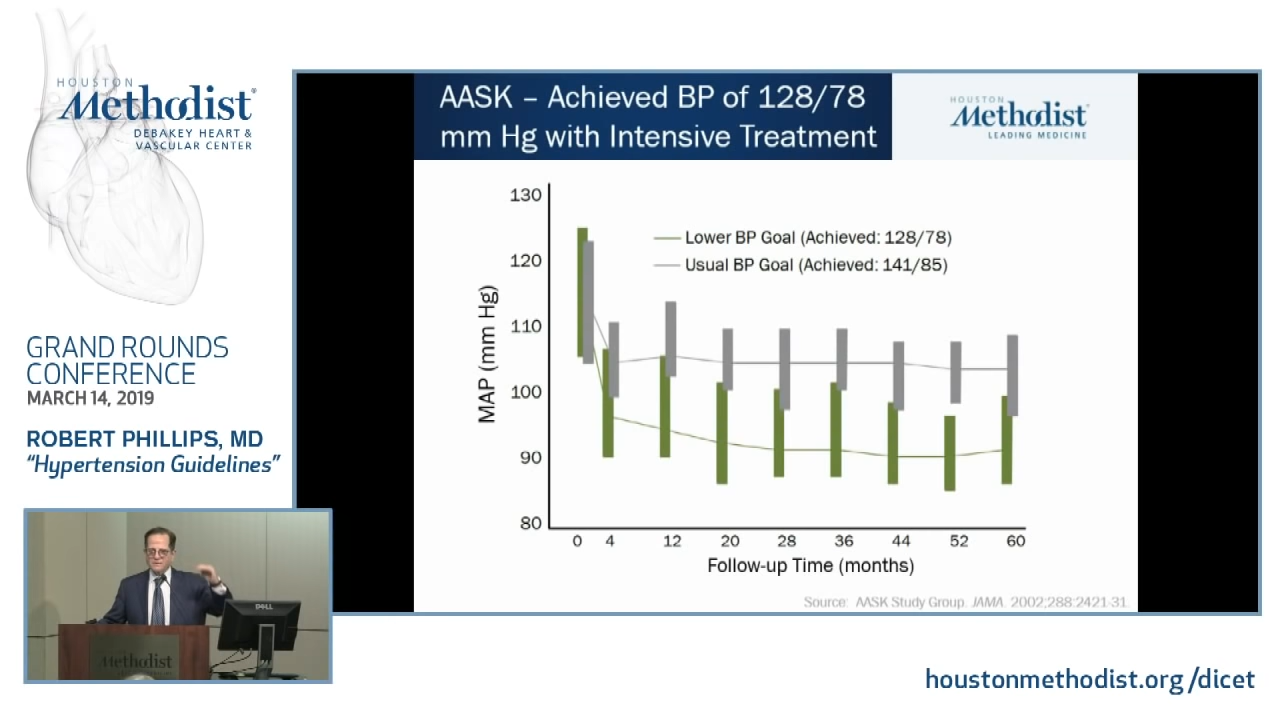 HOUSTON
Methodist®
DEBAKEY HEART &
VASCULAR CENTER
GRAND ROUNDS
CONFERENCE
MARCH 14, 2019
ROBERT PHILLIPS, MD
“Hypertension Guidelines”
DELL
Methodist
AASK – Achieved BP of 128/78
mm Hg with Intensive Treatment
HOUSTON
Methodist
LEADING MEDICINE
130
120
110
100
90
80
MAP (mm Hg)
Lower BP Goal (Achieved: 128/78)
Usual BP Goal (Achieved: 141/85)
0 4 12 20 28 36 44 52 60
Follow-up Time (months)
Source: AASK Study Group. JAMA. 2002;288:2421-31.
houstonmethodist.org/dicet